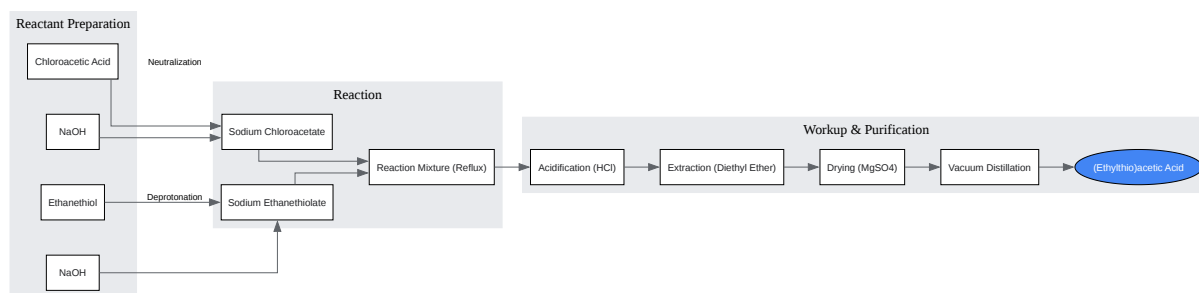 Reactant Preparation
Chloroacetic Acid
Neutralization
NaOH
Ethanethiol
Deprotonation
NaOH
Reaction
Sodium Chloroacetate
Sodium Ethanethiolate
Reaction Mixture (Reflux)
Workup & Purification
Acidification (HCl)
Extraction (Diethyl Ether)
Drying (MgSO4)
Vacuum Distillation
(Ethylthio)acetic Acid